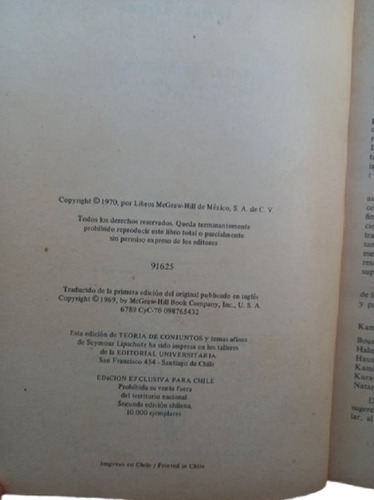 Copyright © 1970, por Libros McGraw-Hill de México, S. A. de C. V.
Todos los derechos reservados. Queda terminantemente
prohibido reproducir este libro total o parcialmente
sin permiso expreso de los editores
91625
Traducido de la primera edición del original publicado en inglés
Copyright © 1969, by McGraw-Hill Book Company, Inc., U. S. A.
6789 CyC-76 098765432
Esta edición de TEORIA DE CONJUNTOS y temas afines
de Seymour Lipschutz ha sido impresa en los talleres
de la EDITORIAL UNIVERSITARIA
San Francisco 454 - Santiago de Chile
EDICION EXCLUSIVA PARA CHILE
Prohibida su venta fuera
del territorio nacional
Segunda edición chilena,
10.000 ejemplares
Impreso en Chile / Printed in Chile